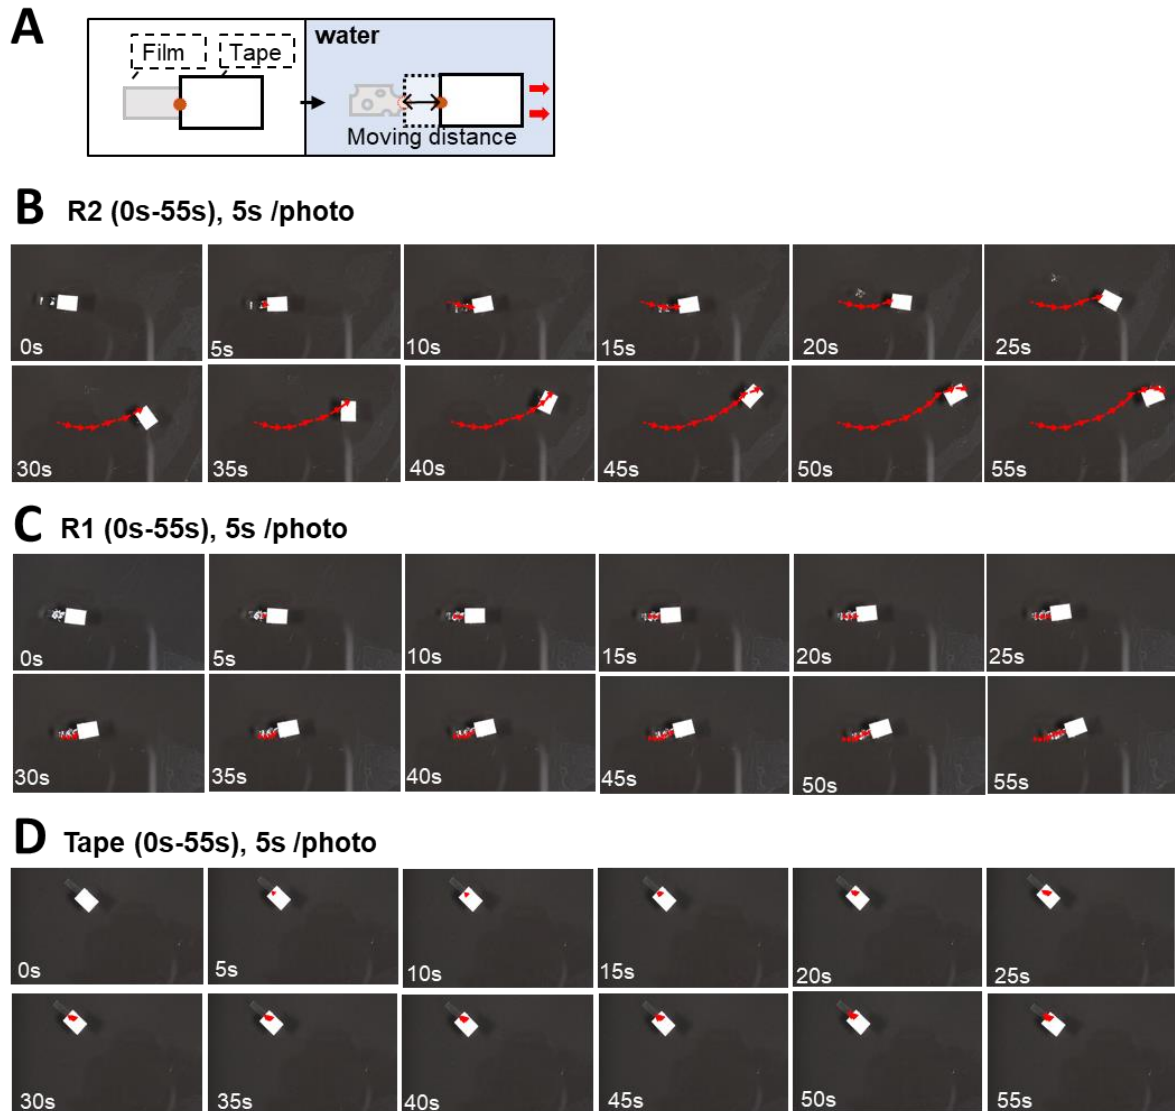 A
Film
Tape
water
Moving distance
B R2 (0s-55s), 5s /photo
0s 5s 10s 15s 20s 25s
30s 35s 40s 45s 50s 55s
C R1 (0s-55s), 5s /photo
0s 5s 10s 15s 20s 25s
30s 35s 40s 45s 50s 55s
D Tape (0s-55s), 5s /photo
0s 5s 10s 15s 20s 25s
30s 35s 40s 45s 50s 55s